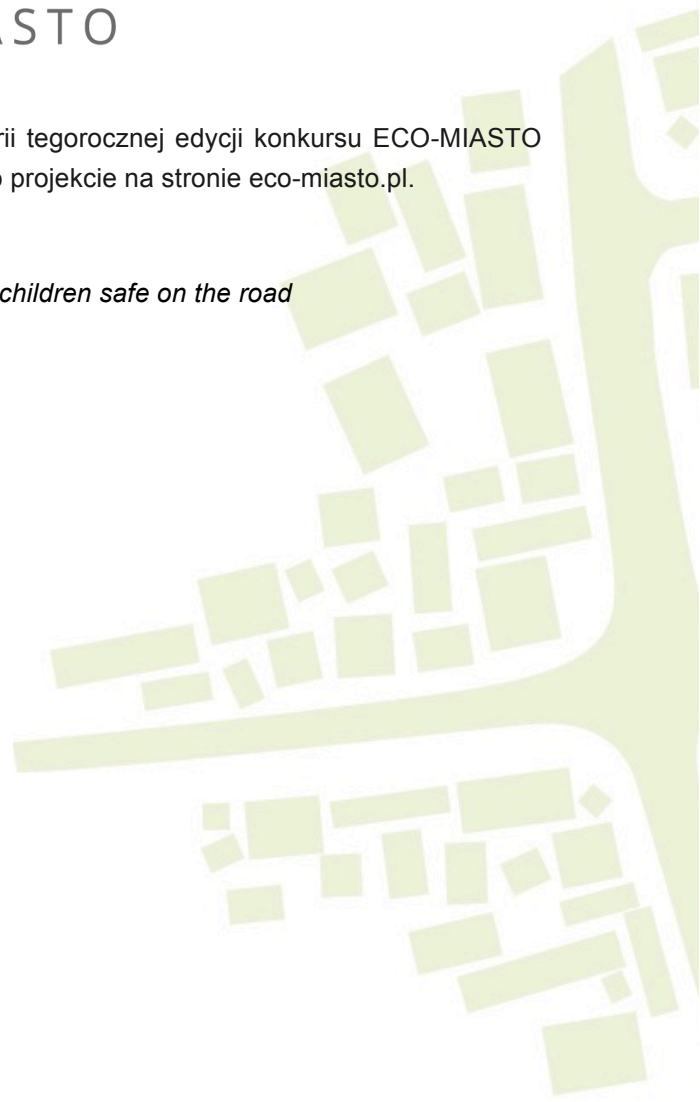 ASTO
rii tegorocznej edycji konkursu ECO-MIASTO
o projekcie na stronie eco-miasto.pl.
children safe on the road